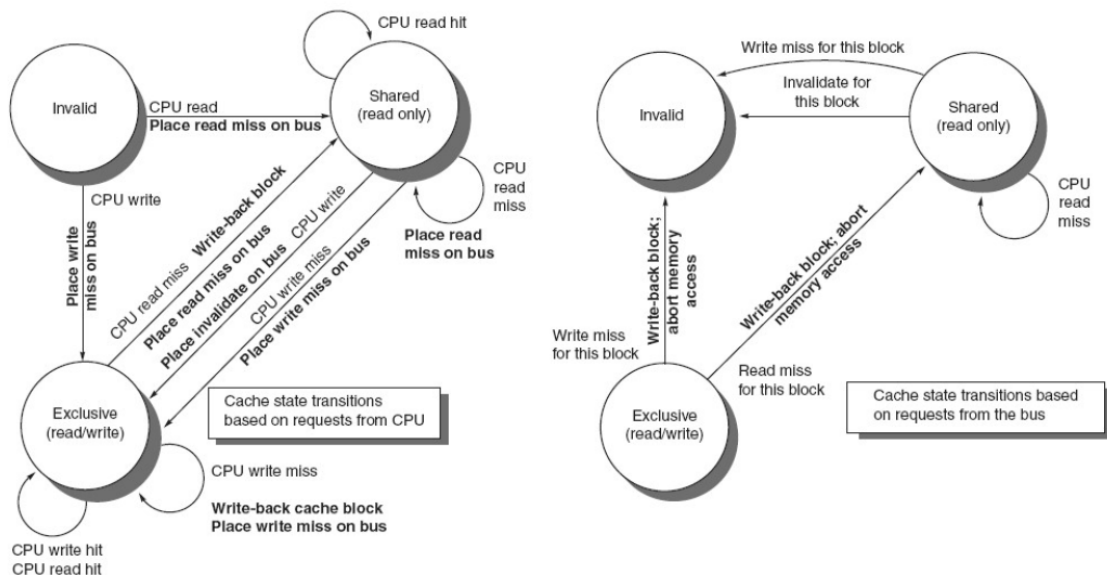 CPU read hit
Invalid
CPU read
Place read miss on bus
Shared
(read only)
CPU write
Place write
miss on bus
CPU read miss
Write-back block
Place read miss on bus
Place invalidate on bus
CPU write
CPU write miss
Place write miss on bus
CPU
read
miss
Place read
miss on bus
Exclusive
(read/write)
Cache state transitions
based on requests from CPU
CPU write miss
Write-back cache block
Place write miss on bus
CPU write hit
CPU read hit
Write miss for this block
Invalidate for
this block
Invalid
Shared
(read only)
CPU
read
miss
Write-back block;
abort memory
access
Write-back block; abort
memory access
Write miss
for this block
Read miss
for this block
Exclusive
(read/write)
Cache state transitions based
on requests from the bus